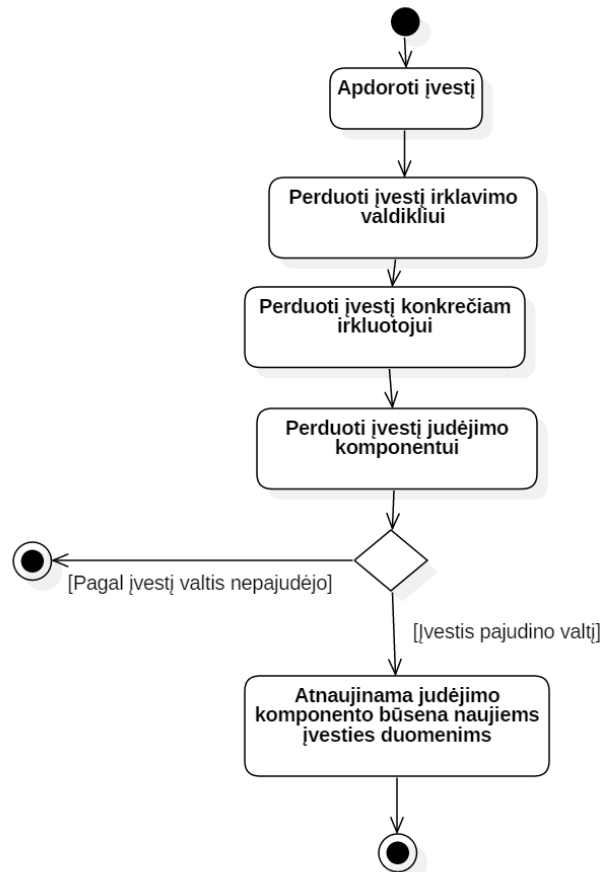 Apdoroti įvestį
Perduoti įvestį irklavimo
valdikliui
Perduoti įvestį konkrečiam
irkluotojui
Perduoti įvestį judėjimo
komponentui
[Pagal įvestį valtis nepajudėjo]
[Įvestis pajudino valtį]
Atnaujinama judėjimo
komponento būsena naujiems
įvesties duomenims